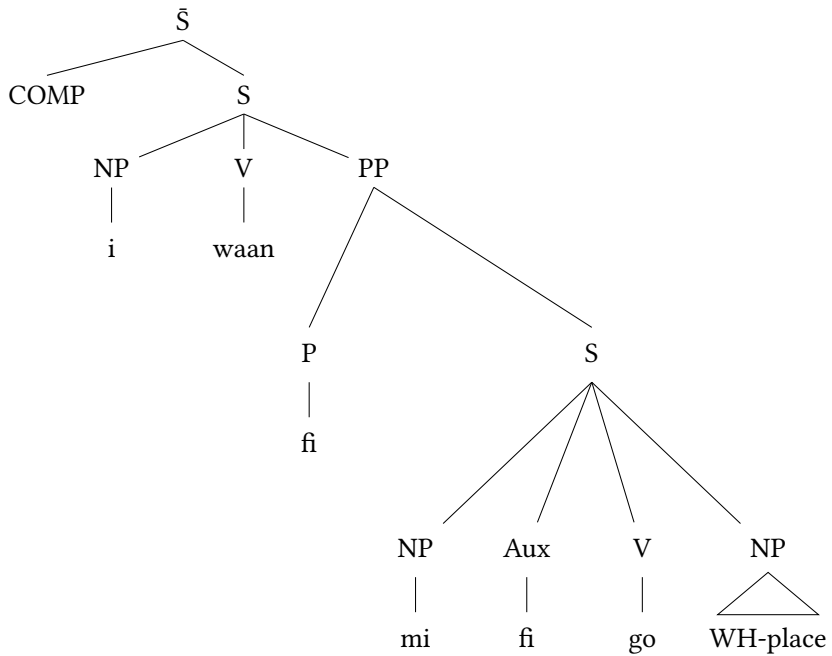 S̄
COMP S
NP V PP
i waan
P S
fi
NP Aux V NP
mi fi go WH-place